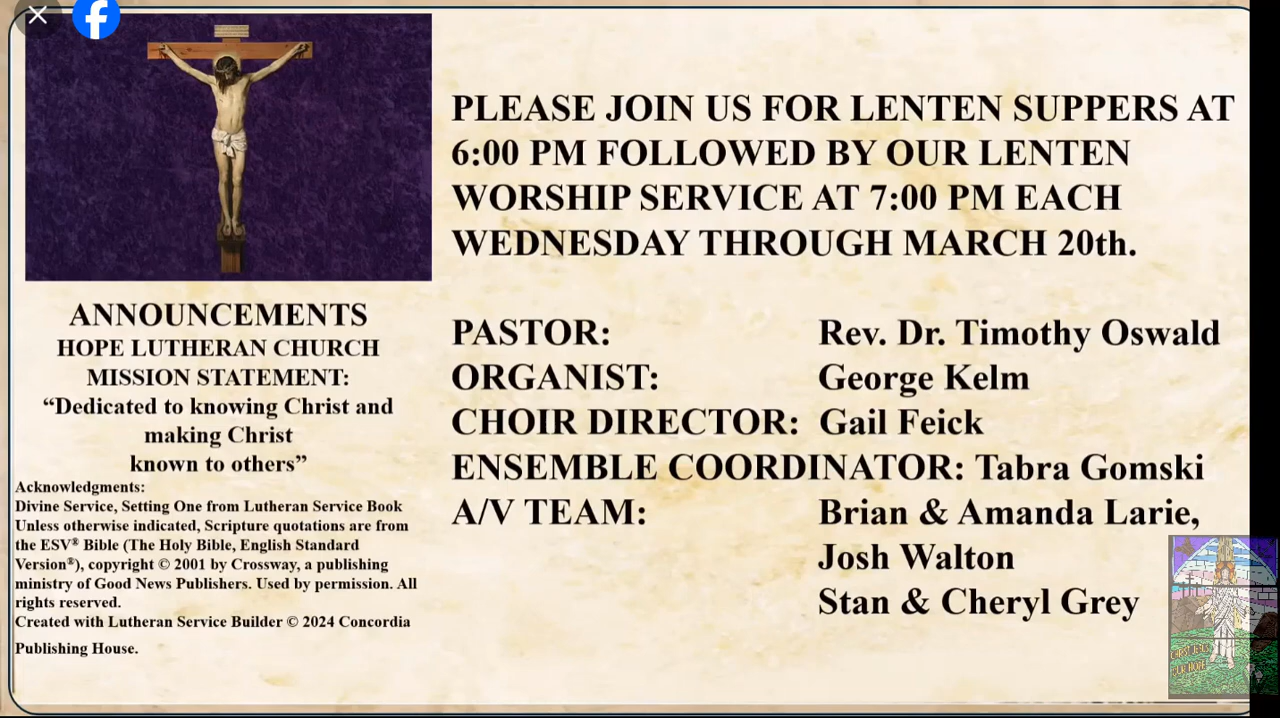 PLEASE JOIN US FOR LENTEN SUPPERS AT
6:00 PM FOLLOWED BY OUR LENTEN
WORSHIP SERVICE AT 7:00 PM EACH
WEDNESDAY THROUGH MARCH 20th.
ANNOUNCEMENTS
HOPE LUTHERAN CHURCH
MISSION STATEMENT:
“Dedicated to knowing Christ and
making Christ
known to others”
Acknowledgments:
Divine Service, Setting One from Lutheran Service Book
Unless otherwise indicated, Scripture quotations are from
the ESV® Bible (The Holy Bible, English Standard
Version®), copyright © 2001 by Crossway, a publishing
ministry of Good News Publishers. Used by permission. All
rights reserved.
Created with Lutheran Service Builder © 2024 Concordia
Publishing House.
PASTOR: Rev. Dr. Timothy Oswald
ORGANIST: George Kelm
CHOIR DIRECTOR: Gail Feick
ENSEMBLE COORDINATOR: Tabra Gomski
A/V TEAM: Brian & Amanda Larie,
Josh Walton
Stan & Cheryl Grey